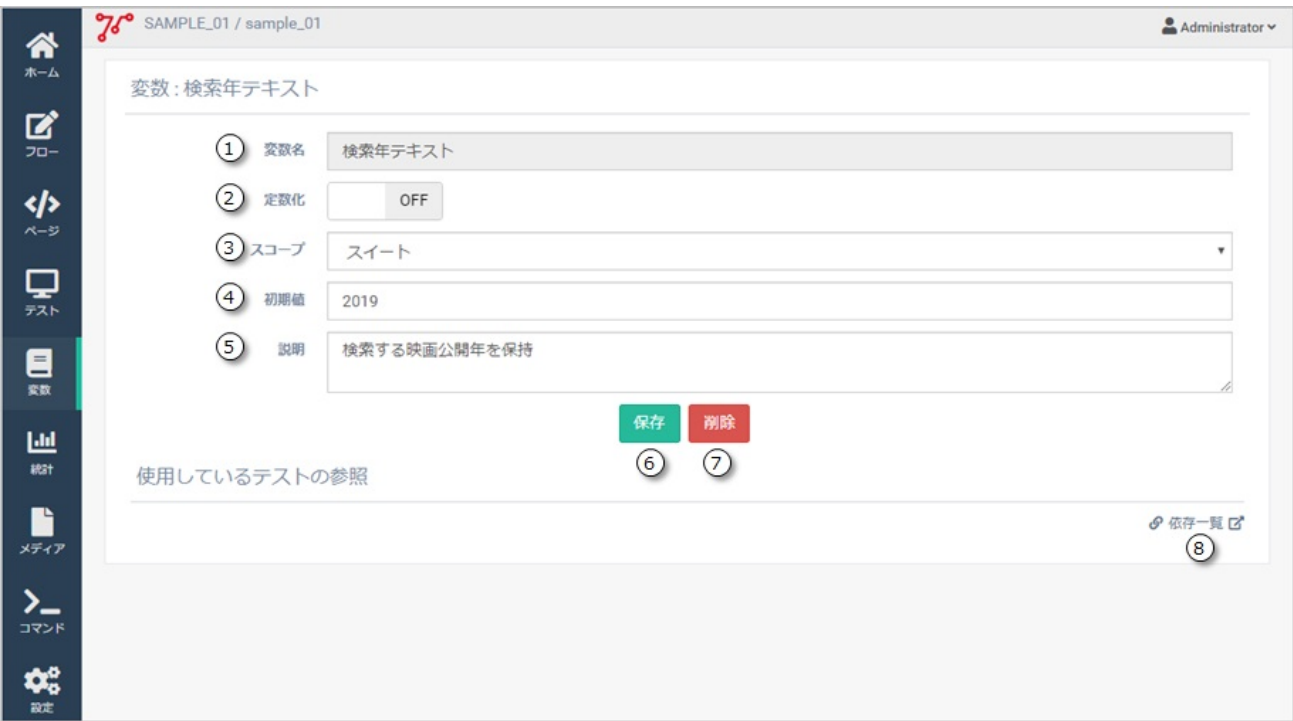 SAMPLE_01 / sample_01
Administrator
ホーム
フロー
ページ
テスト
変数
統計
メディア
コマンド
設定
変数 : 検索年テキスト
① 変数名 検索年テキスト
② 定数化 OFF
③ スコープ スイート
④ 初期値 2019
⑤ 説明 検索する映画公開年を保持
保存 削除
⑥ ⑦
使用しているテストの参照
依存一覧
⑧